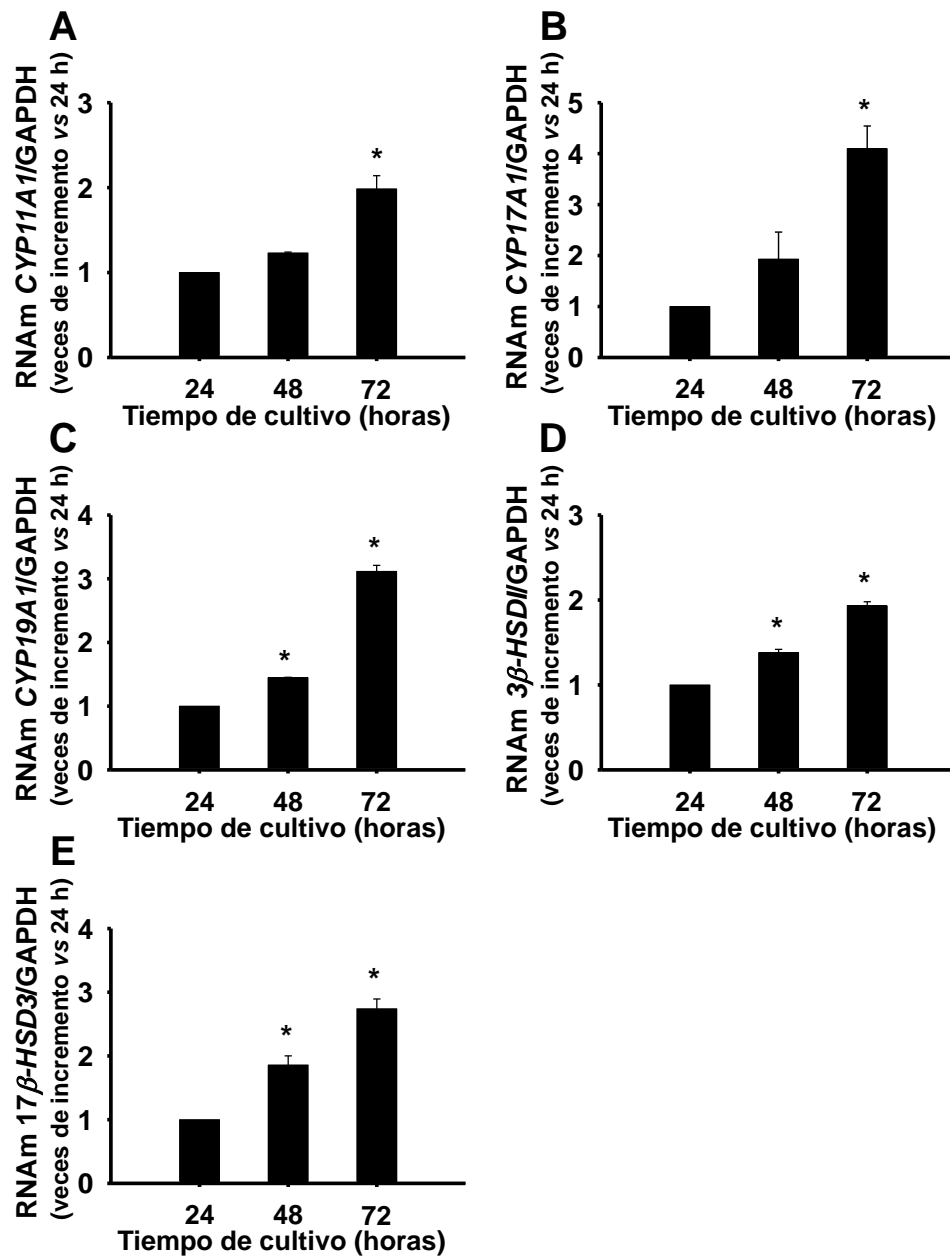 A
RNAm CYP11A1/GAPDH
(veces de incremento vs 24 h)
3
2
1
0
*
24 48 72
Tiempo de cultivo (horas)
B
RNAm CYP17A1/GAPDH
(veces de incremento vs 24 h)
5
4
3
2
1
0
*
24 48 72
Tiempo de cultivo (horas)
C
RNAm CYP19A1/GAPDH
(veces de incremento vs 24 h)
4
3
2
1
0
*
*
24 48 72
Tiempo de cultivo (horas)
D
RNAm 3β-HSDI/GAPDH
(veces de incremento vs 24 h)
3
2
1
0
*
*
24 48 72
Tiempo de cultivo (horas)
E
RNAm 17β-HSD3/GAPDH
(veces de incremento vs 24 h)
4
3
2
1
0
*
*
24 48 72
Tiempo de cultivo (horas)